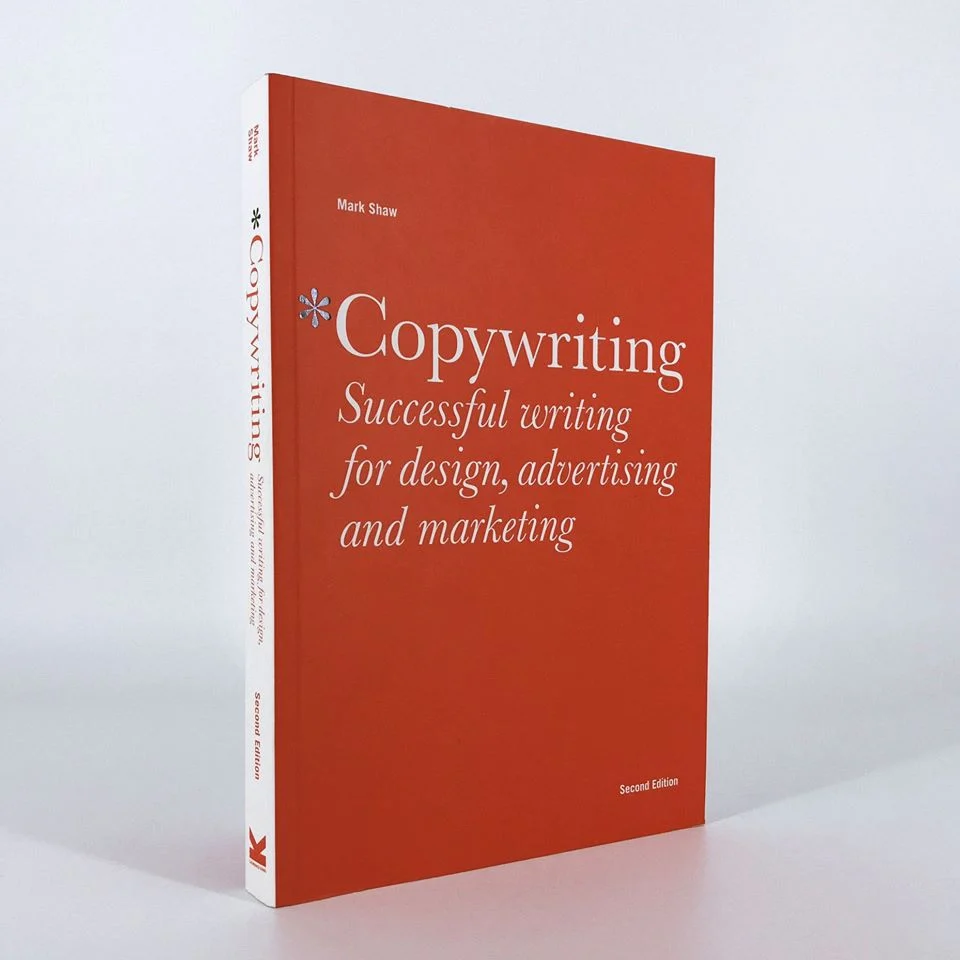 Mark Shaw
*Copywriting
Successful writing
for design, advertising
and marketing
Second Edition
Mark
Shaw
*Copywriting
Successful writing for design,
advertising and marketing
Second Edition